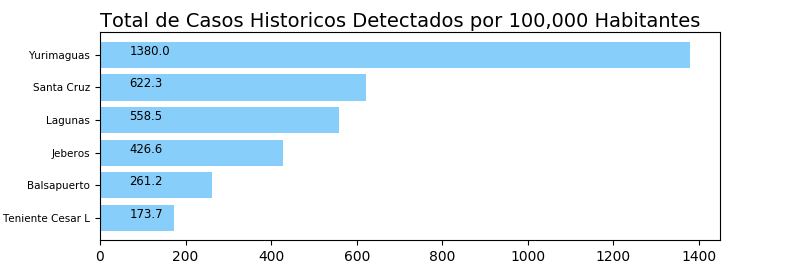 Total de Casos Historicos Detectados por 100,000 Habitantes
Yurimaguas 1380.0
Santa Cruz 622.3
Lagunas 558.5
Jeberos 426.6
Balsapuerto 261.2
Teniente Cesar L 173.7
0 200 400 600 800 1000 1200 1400